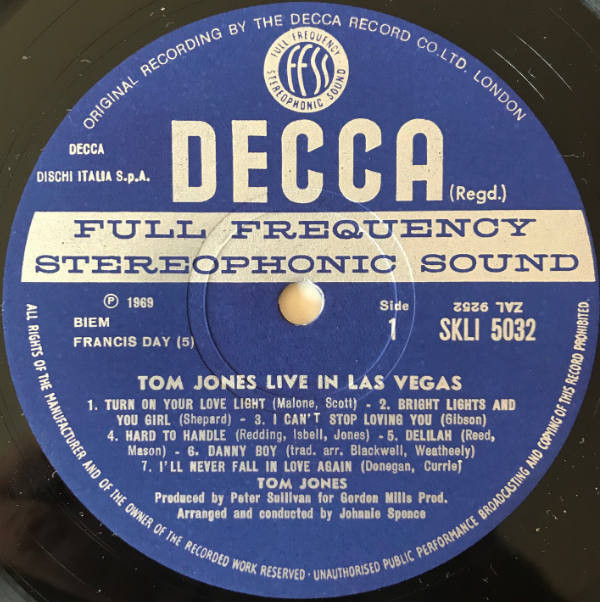 ORIGINAL RECORDING BY THE DECCA RECORD CO. LTD. LONDON
FULL FREQUENCY
FFSS
STEREOPHONIC SOUND
DECCA
DISCHI ITALIA S.p.A.
DECCA (Regd.)
FULL FREQUENCY
STEREOPHONIC SOUND
℗ 1969
BIEM
FRANCIS DAY (5)
Side
1
ZAL 9252
SKLI 5032
TOM JONES LIVE IN LAS VEGAS
1. TURN ON YOUR LOVE LIGHT (Malone, Scott) - 2. BRIGHT LIGHTS AND
YOU GIRL (Shepard) - 3. I CAN'T STOP LOVING YOU (Gibson)
4. HARD TO HANDLE (Redding, Isbell, Jones) - 5. DELILAH (Reed,
Mason) - 6. DANNY BOY (trad. arr. Blackwell, Weatheely)
7. I'LL NEVER FALL IN LOVE AGAIN (Donegan, Currie)
TOM JONES
Produced by Peter Sullivan for Gordon Mills Prod.
Arranged and conducted by Johnnie Spence
ALL RIGHTS OF THE MANUFACTURER AND OF THE OWNER OF THE RECORDED WORK RESERVED · UNAUTHORISED PUBLIC PERFORMANCE BROADCASTING AND COPYING OF THIS RECORD PROHIBITED